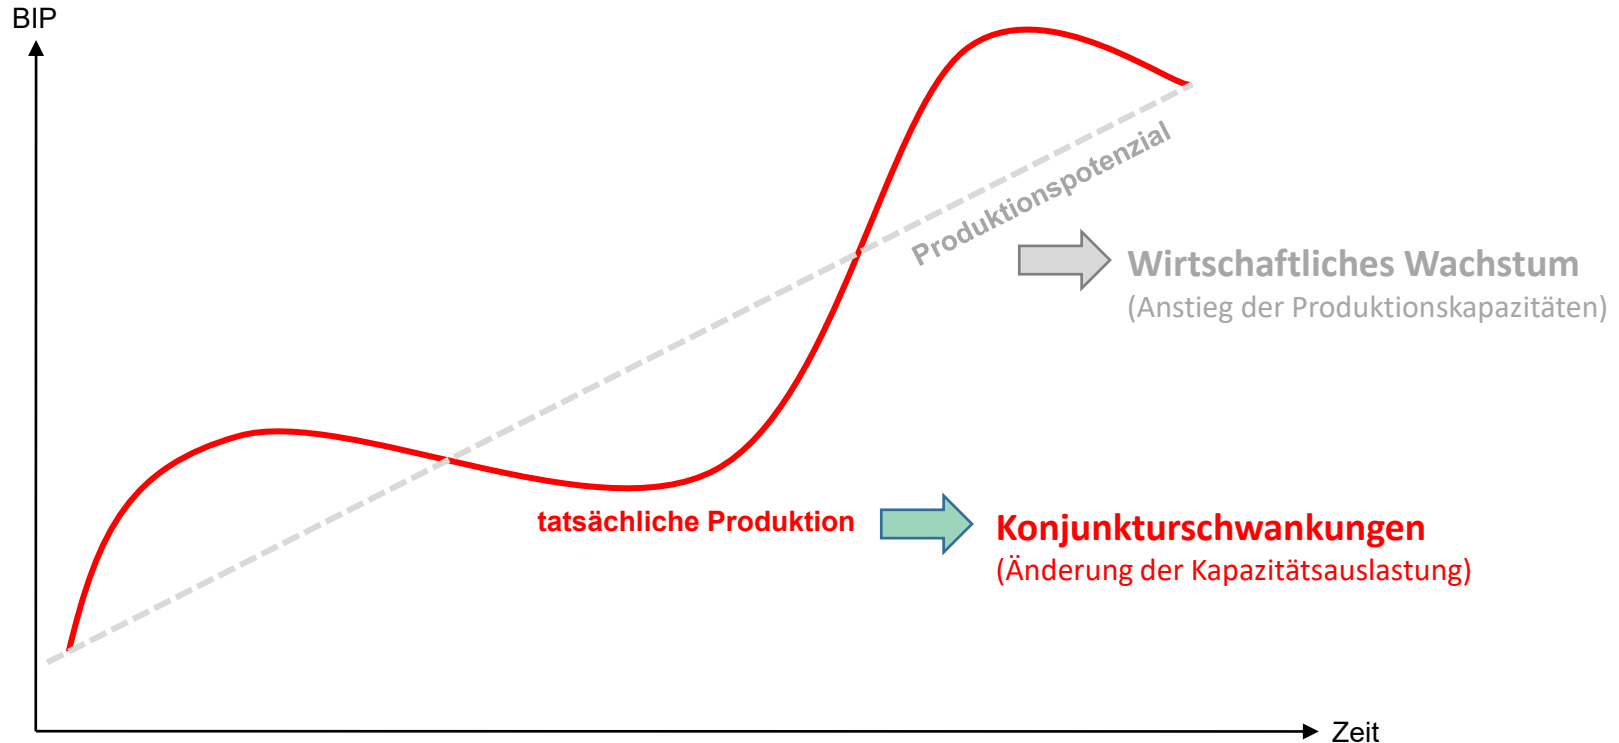 BIP
Produktionspotenzial
Wirtschaftliches Wachstum
(Anstieg der Produktionskapazitäten)
tatsächliche Produktion
Konjunkturschwankungen
(Änderung der Kapazitätsauslastung)
Zeit